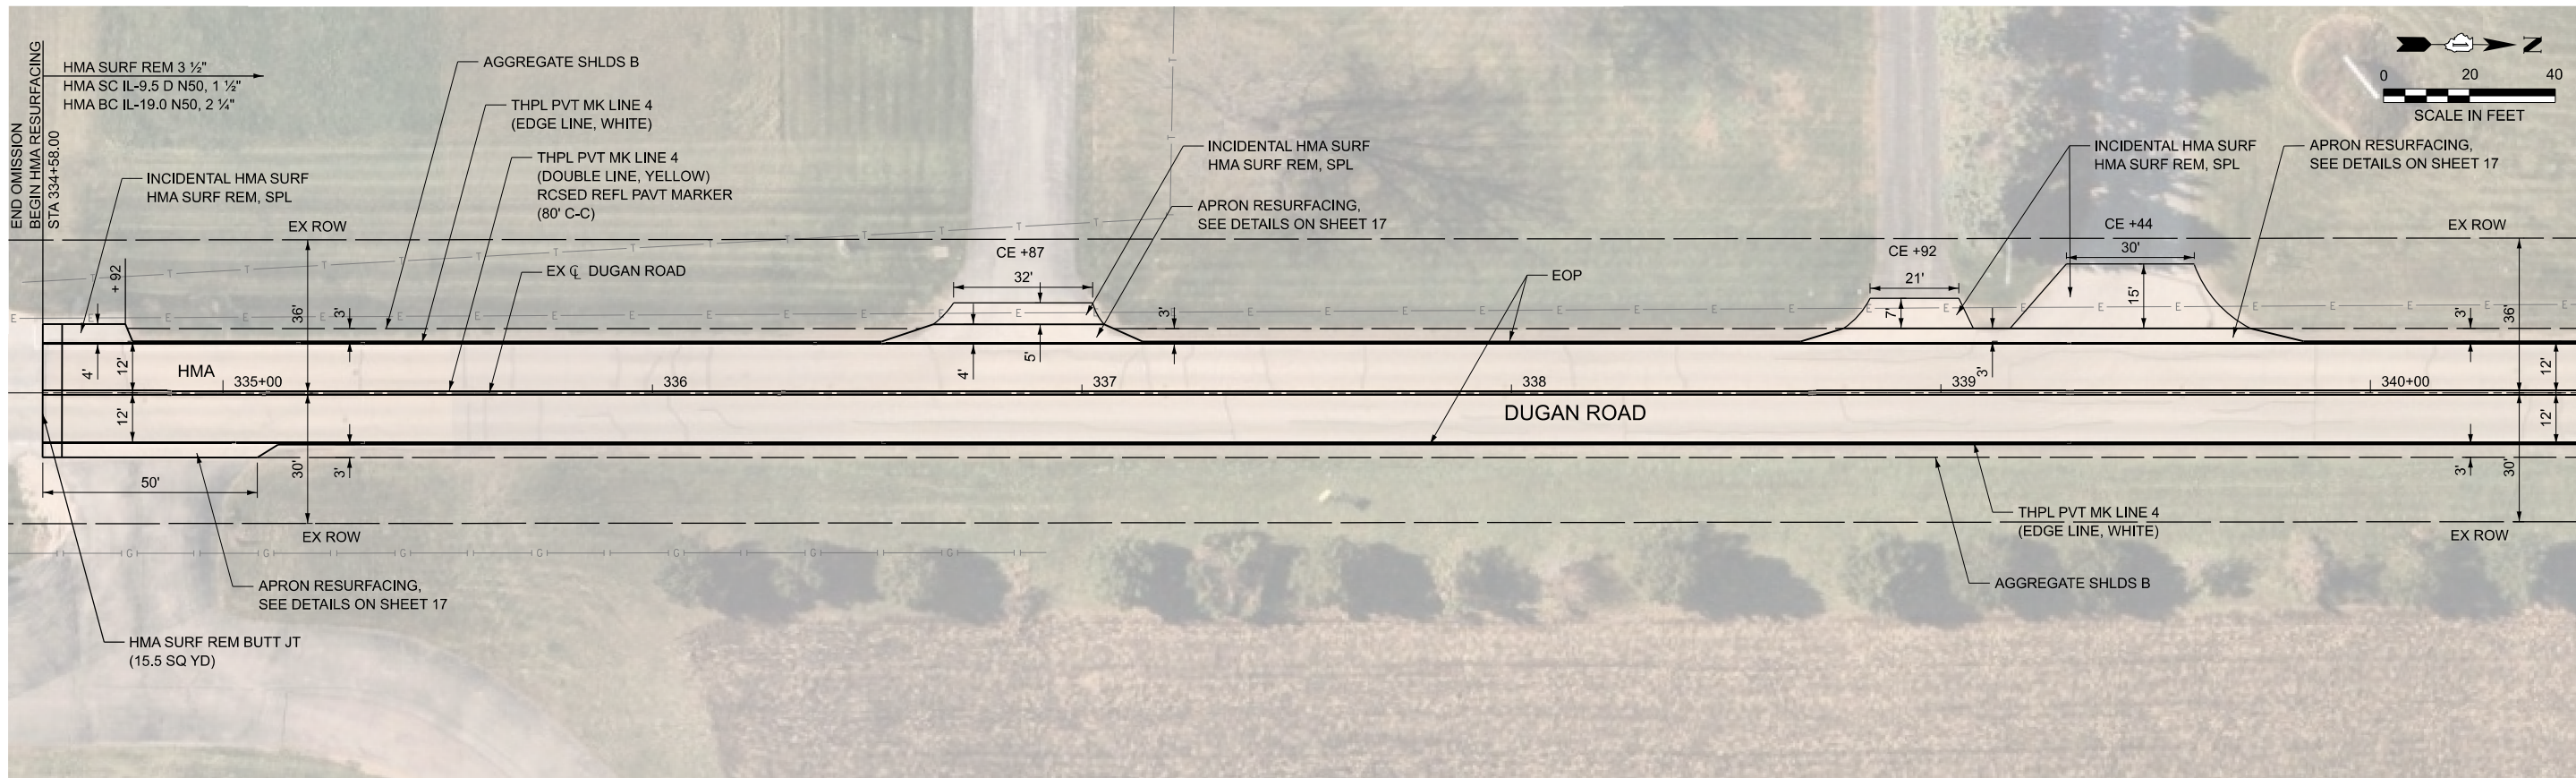 END OMISSION
BEGIN HMA RESURFACING
STA 334+58.00
HMA SURF REM 3 ½"
HMA SC IL-9.5 D N50, 1 ½"
HMA BC IL-19.0 N50, 2 ¼"
AGGREGATE SHLDS B
THPL PVT MK LINE 4
(EDGE LINE, WHITE)
THPL PVT MK LINE 4
(DOUBLE LINE, YELLOW)
RCSED REFL PAVT MARKER
(80' C-C)
INCIDENTAL HMA SURF
HMA SURF REM, SPL
INCIDENTAL HMA SURF
HMA SURF REM, SPL
APRON RESURFACING,
SEE DETAILS ON SHEET 17
INCIDENTAL HMA SURF
HMA SURF REM, SPL
APRON RESURFACING,
SEE DETAILS ON SHEET 17
N
0 20 40
SCALE IN FEET
EX ROW
EX ROW
CE +87
32'
CE +92
21'
CE +44
30'
EX ℄ DUGAN ROAD
EOP
+92
36'
3'
5'
4'
3'
7'
3'
15'
3'
36'
4'
12'
12'
HMA
335+00
336
337
338
339
340+00
DUGAN ROAD
12'
12'
50'
30'
3'
3'
30'
EX ROW
EX ROW
T T T T T T T T T T T T T T
E E E E E E E E E E E E E E
G G G G G G G
THPL PVT MK LINE 4
(EDGE LINE, WHITE)
AGGREGATE SHLDS B
APRON RESURFACING,
SEE DETAILS ON SHEET 17
HMA SURF REM BUTT JT
(15.5 SQ YD)